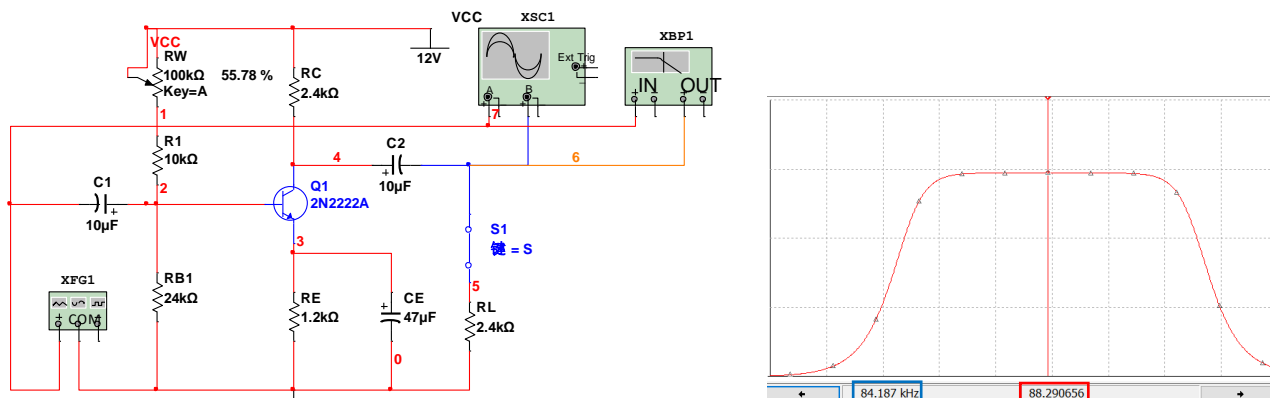 VCC
XSC1
Ext Trig
A
B
XBP1
IN OUT
VCC
RW
100kΩ
Key=A
55.78 %
12V
RC
2.4kΩ
1
7
R1
10kΩ
2
C1
10µF
4
C2
10µF
6
Q1
2N2222A
3
S1
键 = S
5
XFG1
COM
RB1
24kΩ
RE
1.2kΩ
CE
47µF
0
RL
2.4kΩ
84.187 kHz
88.290656